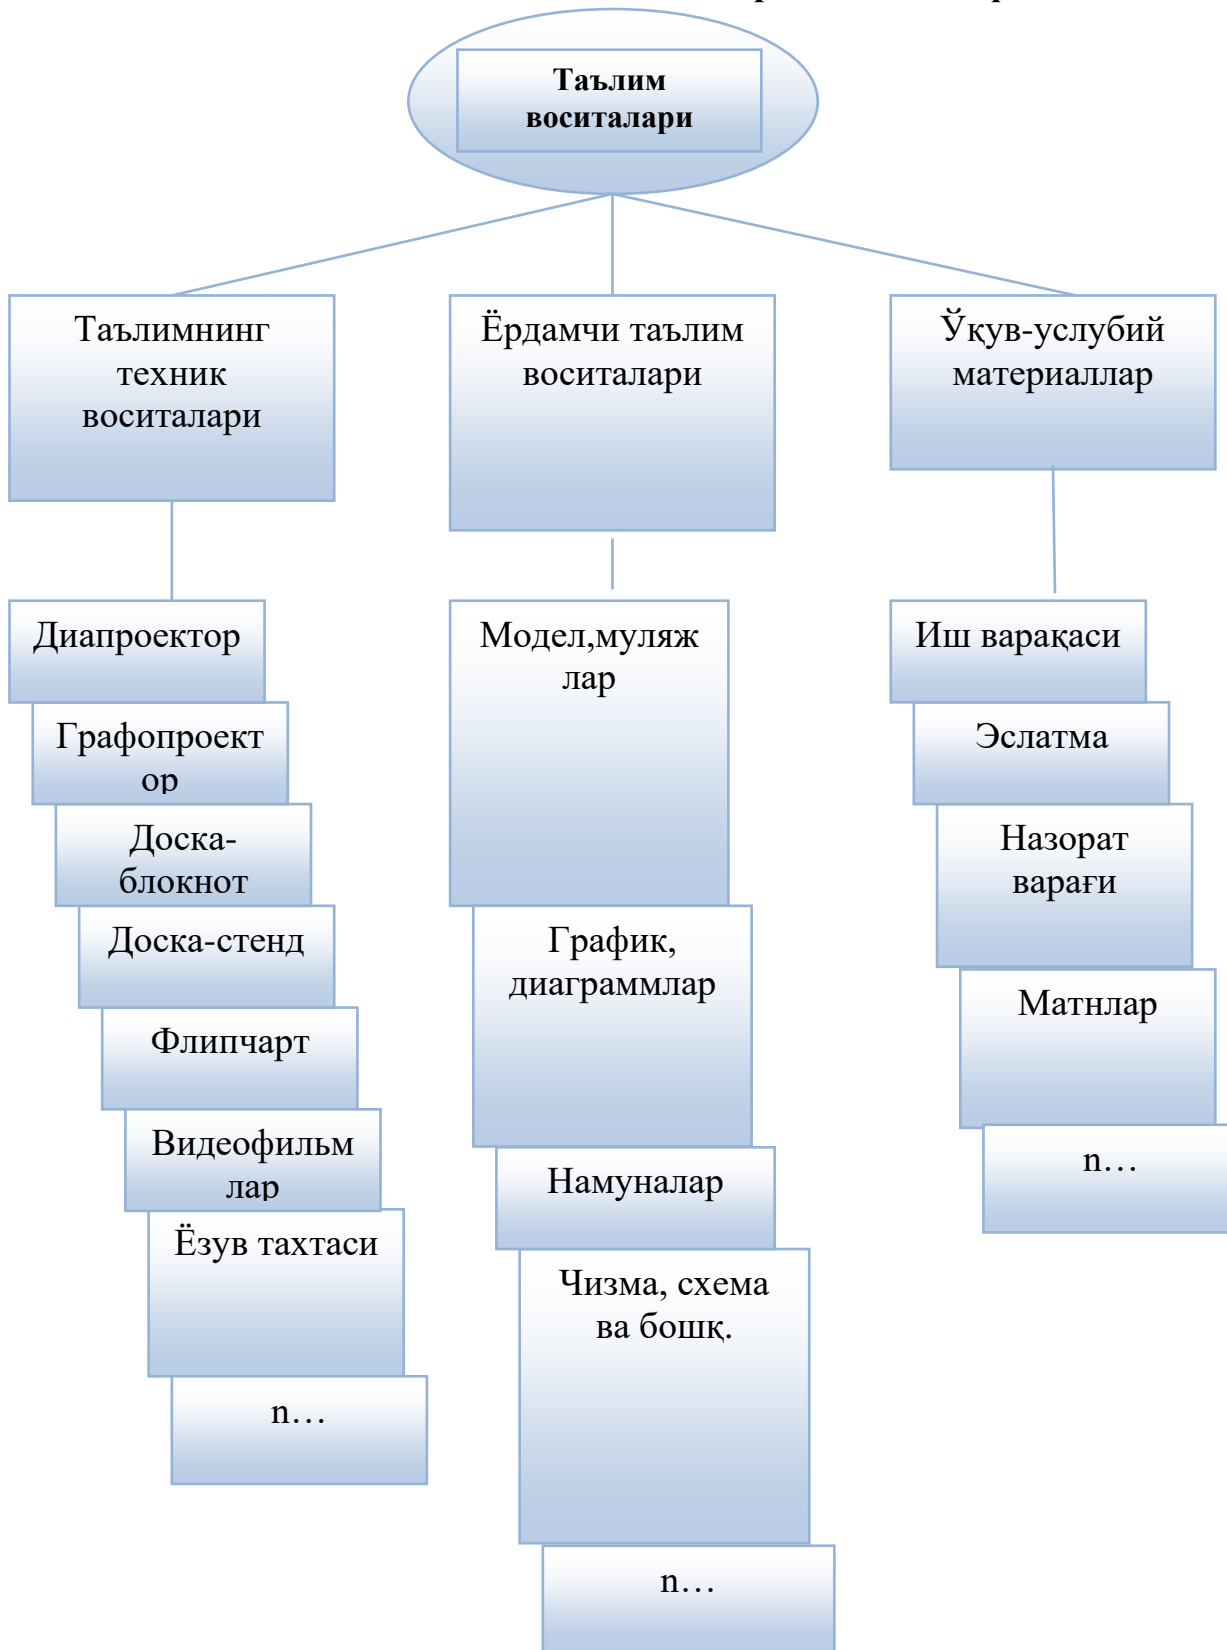 Таълим
воситалари
Таълимнинг
техник
воситалари
Ёрдамчи таълим
воситалари
Ўқув-услубий
материаллар
Диапроектор
Графопроект
ор
Доска-
блокнот
Доска-стенд
Флипчарт
Видеофильм
лар
Ёзув тахтаси
n…
Модел,муляж
лар
График,
диаграммлар
Намуналар
Чизма, схема
ва бошқ.
n…
Иш варақаси
Эслатма
Назорат
варағи
Матнлар
n…